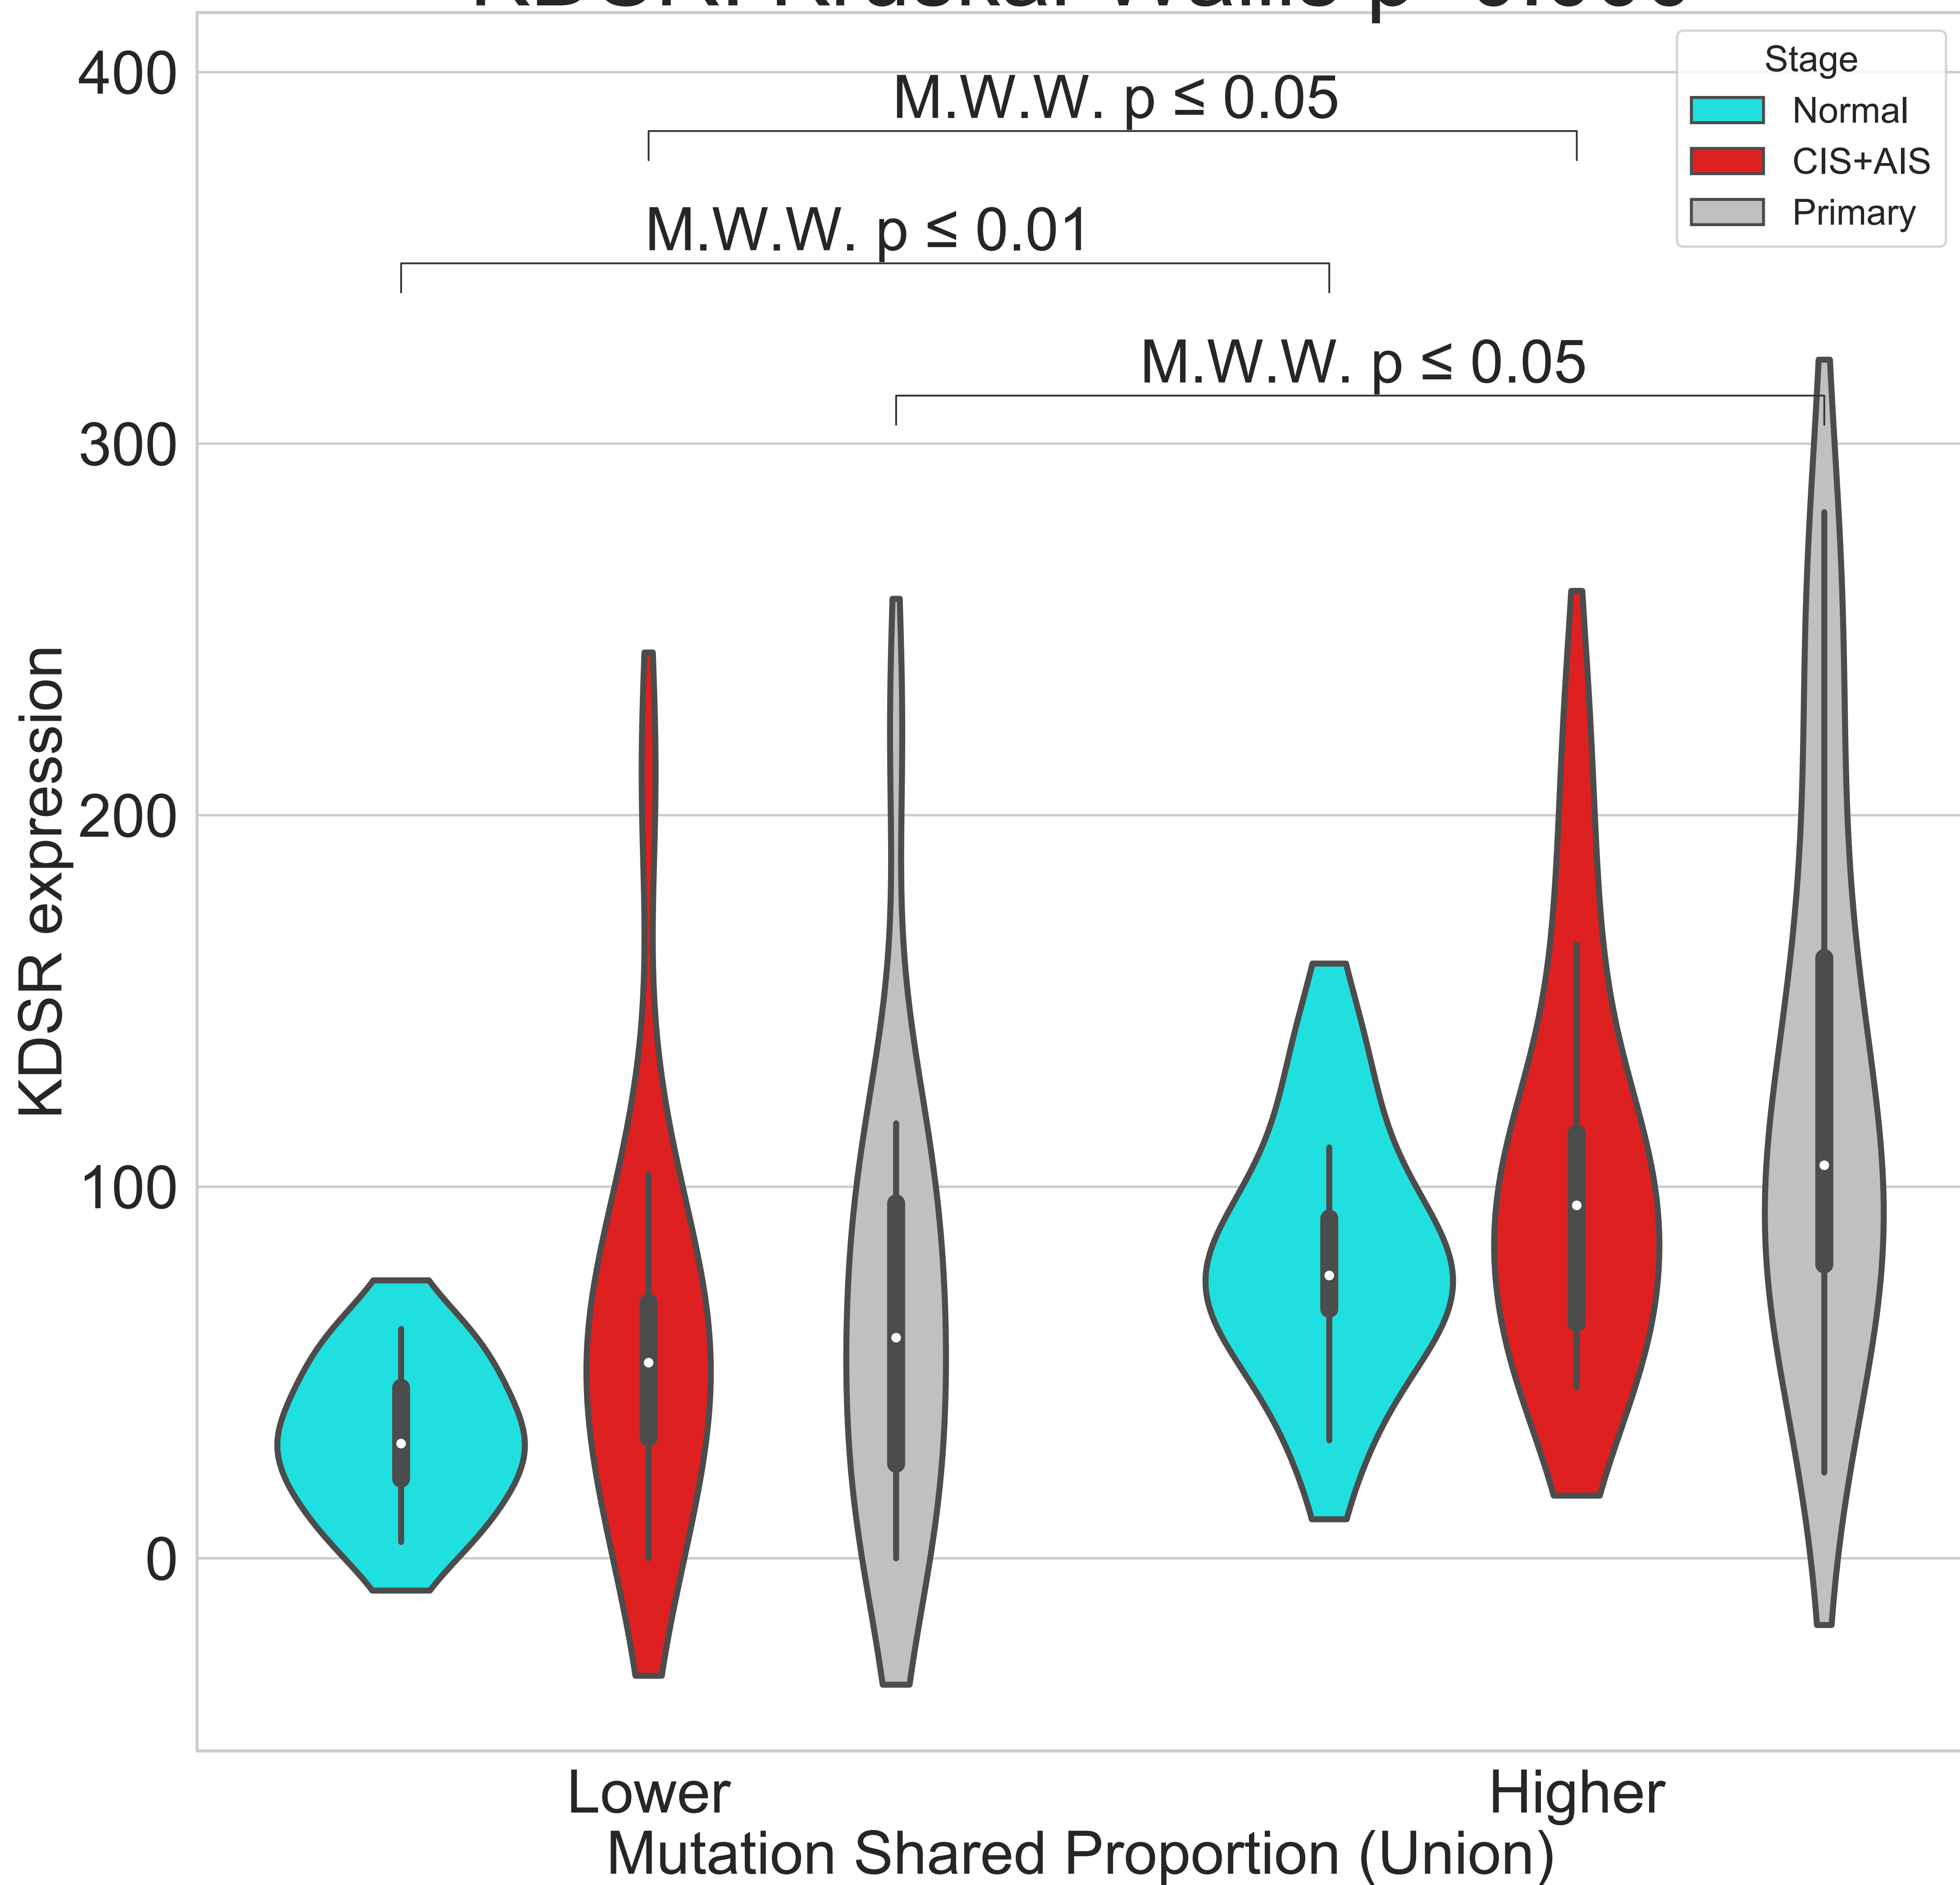 400
M.W.W. p ≤ 0.05
Stage
Normal
CIS+AIS
Primary
M.W.W. p ≤ 0.01
M.W.W. p ≤ 0.05
300
200
100
0
KDSR expression
Lower
Higher
Mutation Shared Proportion (Union)